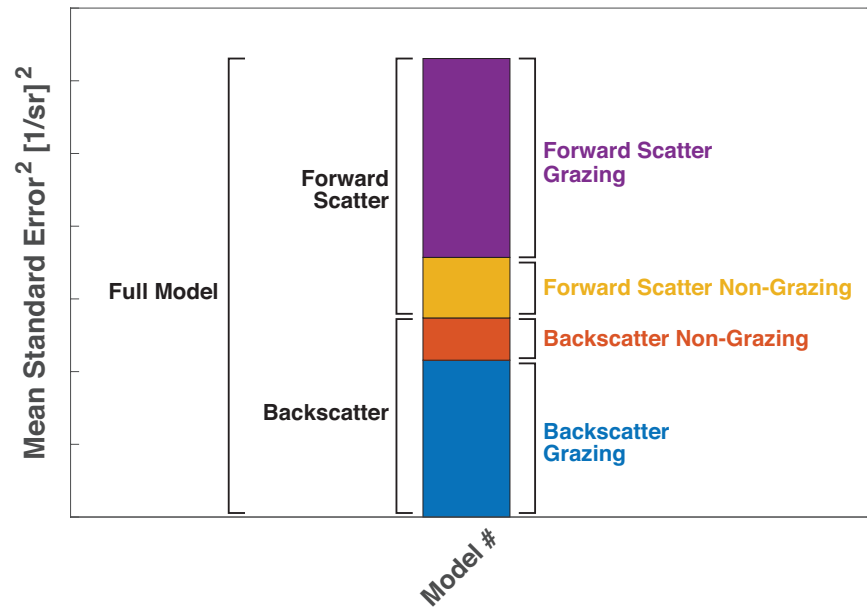 Mean Standard Error² [1/sr]²
Full Model
Forward
Scatter
Backscatter
Forward Scatter
Grazing
Forward Scatter Non-Grazing
Backscatter Non-Grazing
Backscatter
Grazing
Model #